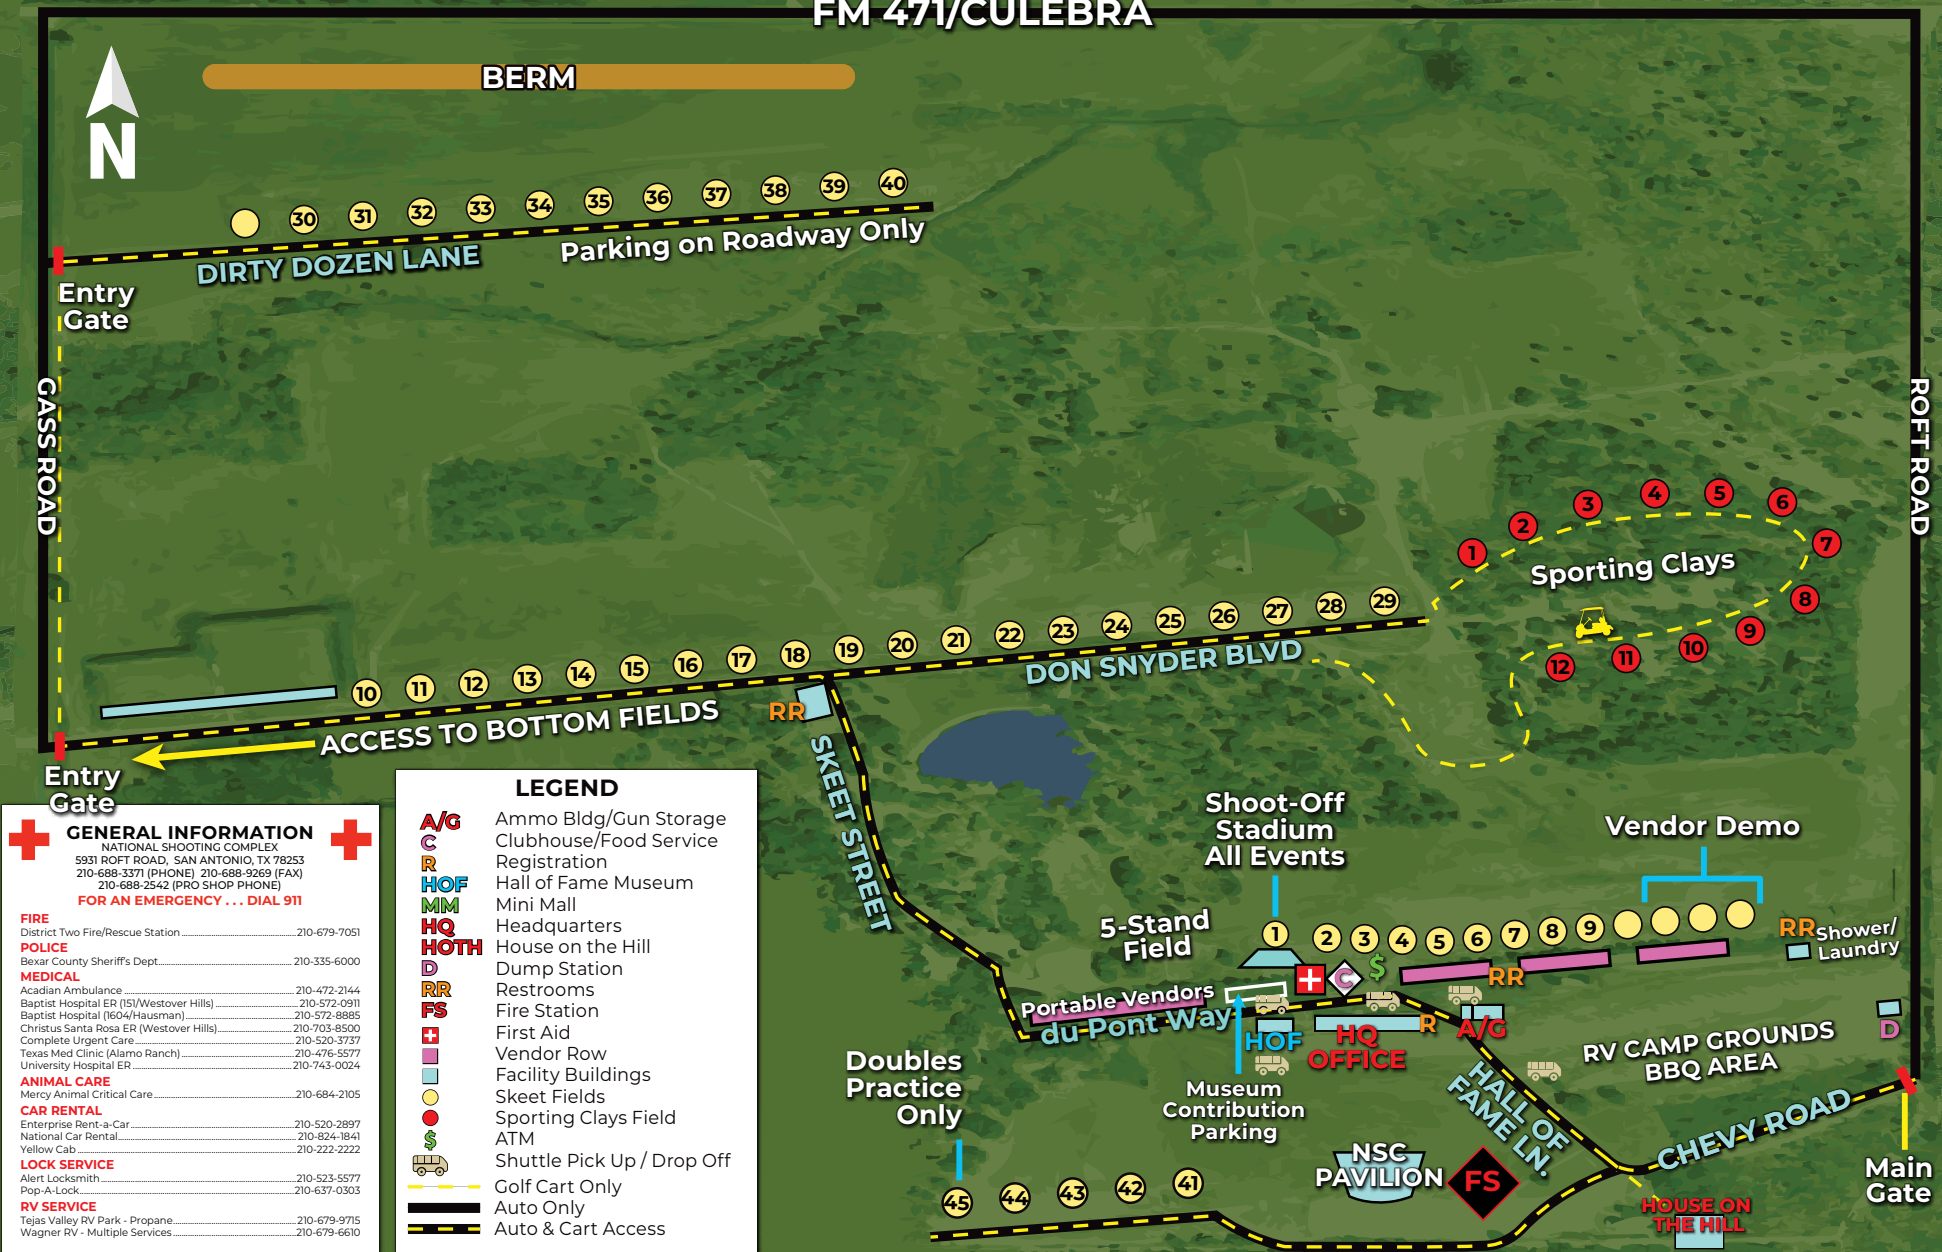 FM 471/CULEBRA
BERM
N
30 31 32 33 34 35 36 37 38 39 40
DIRTY DOZEN LANE
Parking on Roadway Only
Entry
Gate
GASS ROAD
ROFT ROAD
1 2 3 4 5 6 7 8 9 10 11 12
Sporting Clays
10 11 12 13 14 15 16 17 18 19 20 21 22 23 24 25 26 27 28 29
DON SNYDER BLVD
ACCESS TO BOTTOM FIELDS
RR
Entry
Gate
SKEET STREET
Shoot-Off
Stadium
All Events
Vendor Demo
5-Stand
Field
1 2 3 4 5 6 7 8 9
RR
Shower/
Laundry
C
$
RR
Portable Vendors
du Pont Way
HOF
HQ
OFFICE
R
A/G
D
RV CAMP GROUNDS
BBQ AREA
Doubles
Practice
Only
Museum
Contribution
Parking
HALL OF
FAME LN.
CHEVY ROAD
NSC
PAVILION
FS
Main
Gate
HOUSE ON
THE HILL
45 44 43 42 41
GENERAL INFORMATION
NATIONAL SHOOTING COMPLEX
5931 ROFT ROAD, SAN ANTONIO, TX 78253
210-688-3371 (PHONE) 210-688-9269 (FAX)
210-688-2542 (PRO SHOP PHONE)
FOR AN EMERGENCY . . . DIAL 911
FIRE
District Two Fire/Rescue Station 210-679-7051
POLICE
Bexar County Sheriff's Dept. 210-335-6000
MEDICAL
Acadian Ambulance 210-472-2144
Baptist Hospital ER (151/Westover Hills) 210-572-0911
Baptist Hospital (1604/Hausman) 210-572-8885
Christus Santa Rosa ER (Westover Hills) 210-703-8500
Complete Urgent Care 210-520-3737
Texas Med Clinic (Alamo Ranch) 210-476-5577
University Hospital ER 210-743-0024
ANIMAL CARE
Mercy Animal Critical Care 210-684-2105
CAR RENTAL
Enterprise Rent-a-Car 210-520-2897
National Car Rental 210-824-1841
Yellow Cab 210-222-2222
LOCK SERVICE
Alert Locksmith 210-523-5577
Pop-A-Lock 210-637-0303
RV SERVICE
Tejas Valley RV Park - Propane 210-679-9715
Wagner RV - Multiple Services 210-679-6610
LEGEND
A/G Ammo Bldg/Gun Storage
C Clubhouse/Food Service
R Registration
HOF Hall of Fame Museum
MM Mini Mall
HQ Headquarters
HOTH House on the Hill
D Dump Station
RR Restrooms
FS Fire Station
First Aid
Vendor Row
Facility Buildings
Skeet Fields
Sporting Clays Field
$ ATM
Shuttle Pick Up / Drop Off
Golf Cart Only
Auto Only
Auto & Cart Access